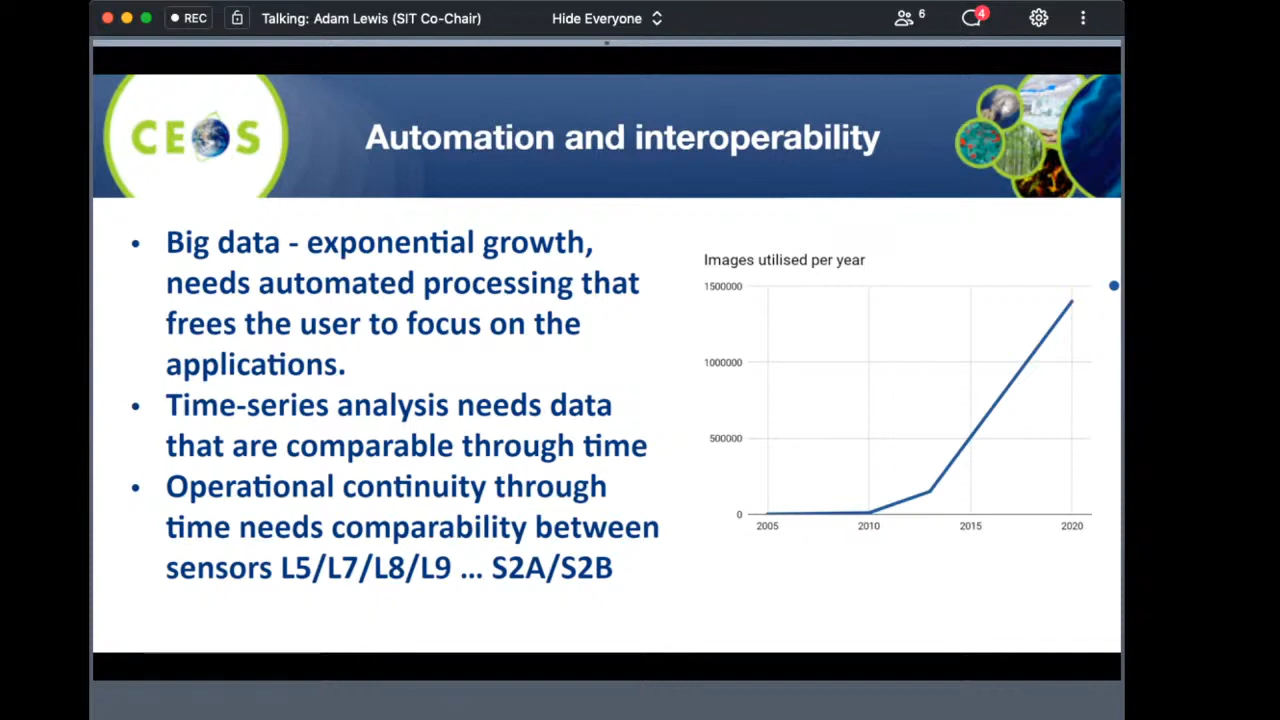 REC
Talking: Adam Lewis (SIT Co-Chair)
Hide Everyone
6
4
CEOS
Automation and interoperability
• Big data - exponential growth,
needs automated processing that
frees the user to focus on the
applications.
• Time-series analysis needs data
that are comparable through time
• Operational continuity through
time needs comparability between
sensors L5/L7/L8/L9 ... S2A/S2B
Images utilised per year
1500000
1000000
500000
0
2005 2010 2015 2020